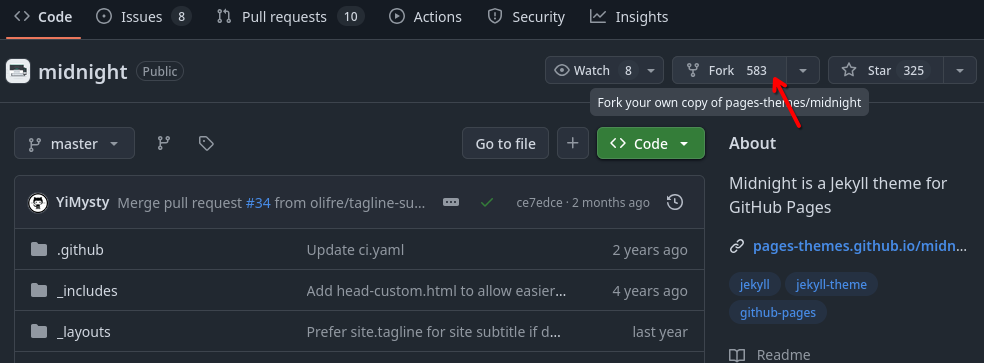 Code Issues 8 Pull requests 10 Actions Security Insights
midnight Public Watch 8 Fork 583 Star 325
Fork your own copy of pages-themes/midnight
master Go to file Code About
Midnight is a Jekyll theme for
GitHub Pages
YiMysty Merge pull request #34 from olifre/tagline-su... ce7edce · 2 months ago
pages-themes.github.io/midn...
.github Update ci.yaml 2 years ago
jekyll jekyll-theme
_includes Add head-custom.html to allow easier... 4 years ago
github-pages
_layouts Prefer site.tagline for site subtitle if d... last year
Readme